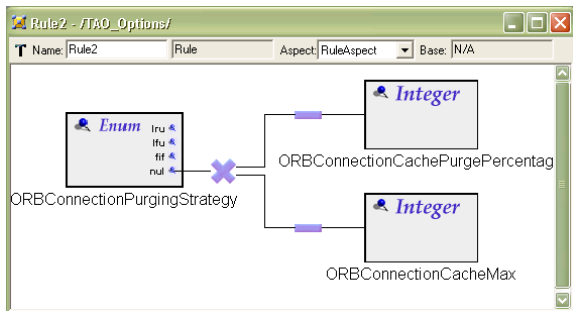 Rule2 - /TAO_Options/
Name: Rule2 Rule Aspect: RuleAspect Base: N/A
Enum
lru
lfu
fif
nul
ORBConnectionPurgingStrategy
Integer
ORBConnectionCachePurgePercentag
Integer
ORBConnectionCacheMax